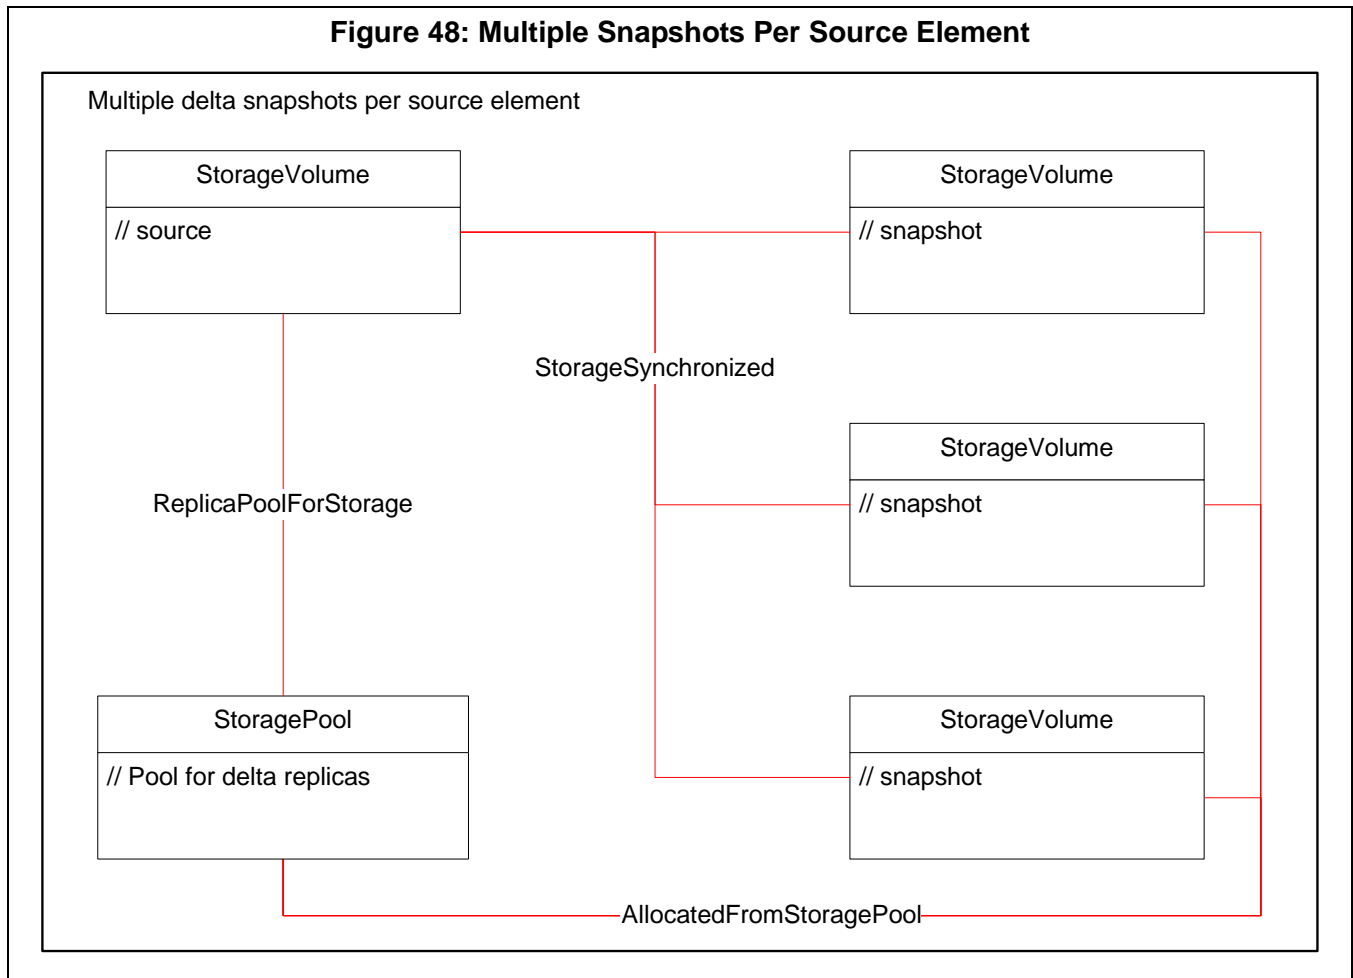 Figure 48: Multiple Snapshots Per Source Element
Multiple delta snapshots per source element
StorageVolume
// source
StorageVolume
// snapshot
StorageSynchronized
StorageVolume
// snapshot
ReplicaPoolForStorage
StoragePool
// Pool for delta replicas
StorageVolume
// snapshot
AllocatedFromStoragePool